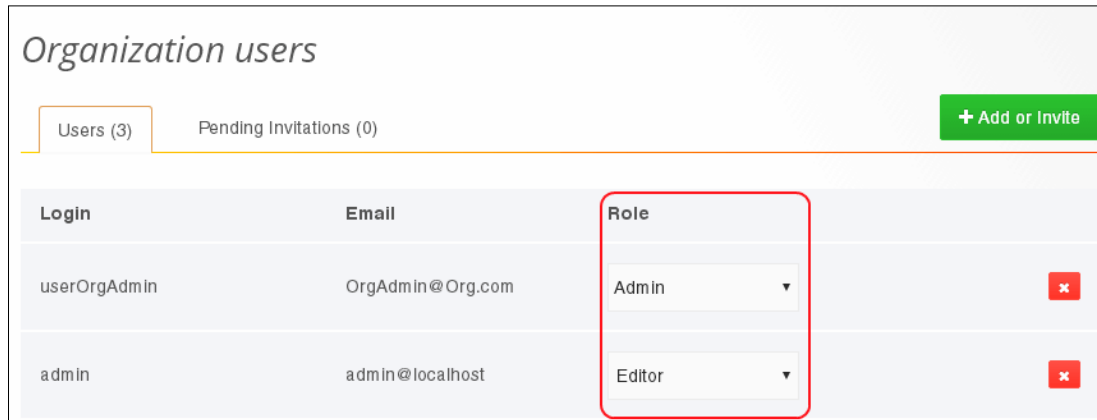 Organization users
Users (3) Pending Invitations (0) + Add or Invite
Login Email Role
userOrgAdmin OrgAdmin@Org.com Admin
admin admin@localhost Editor